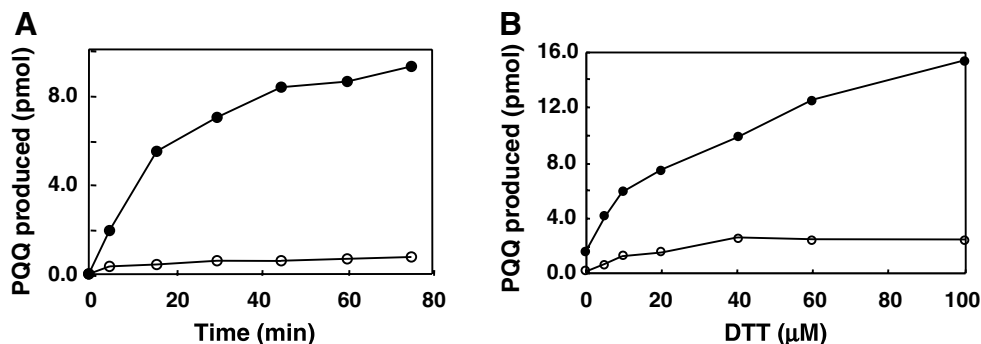 A
PQQ produced (pmol)
8.0
4.0
0.0
0 20 40 60 80
Time (min)
B
PQQ produced (pmol)
16.0
12.0
8.0
4.0
0.0
0 20 40 60 80 100
DTT (μM)